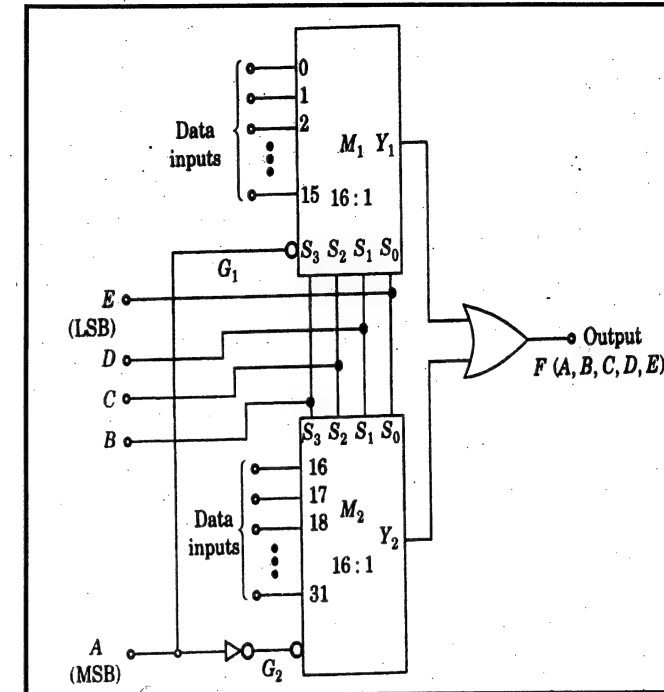 0
1
Data
inputs
2
M₁ Y₁
15 16 : 1
S₃ S₂ S₁ S₀
G₁
E
(LSB)
Output
F (A, B, C, D, E)
D
C
B
S₃ S₂ S₁ S₀
16
17
M₂
Data
inputs
18
Y₂
16 : 1
31
A
(MSB)
G₂